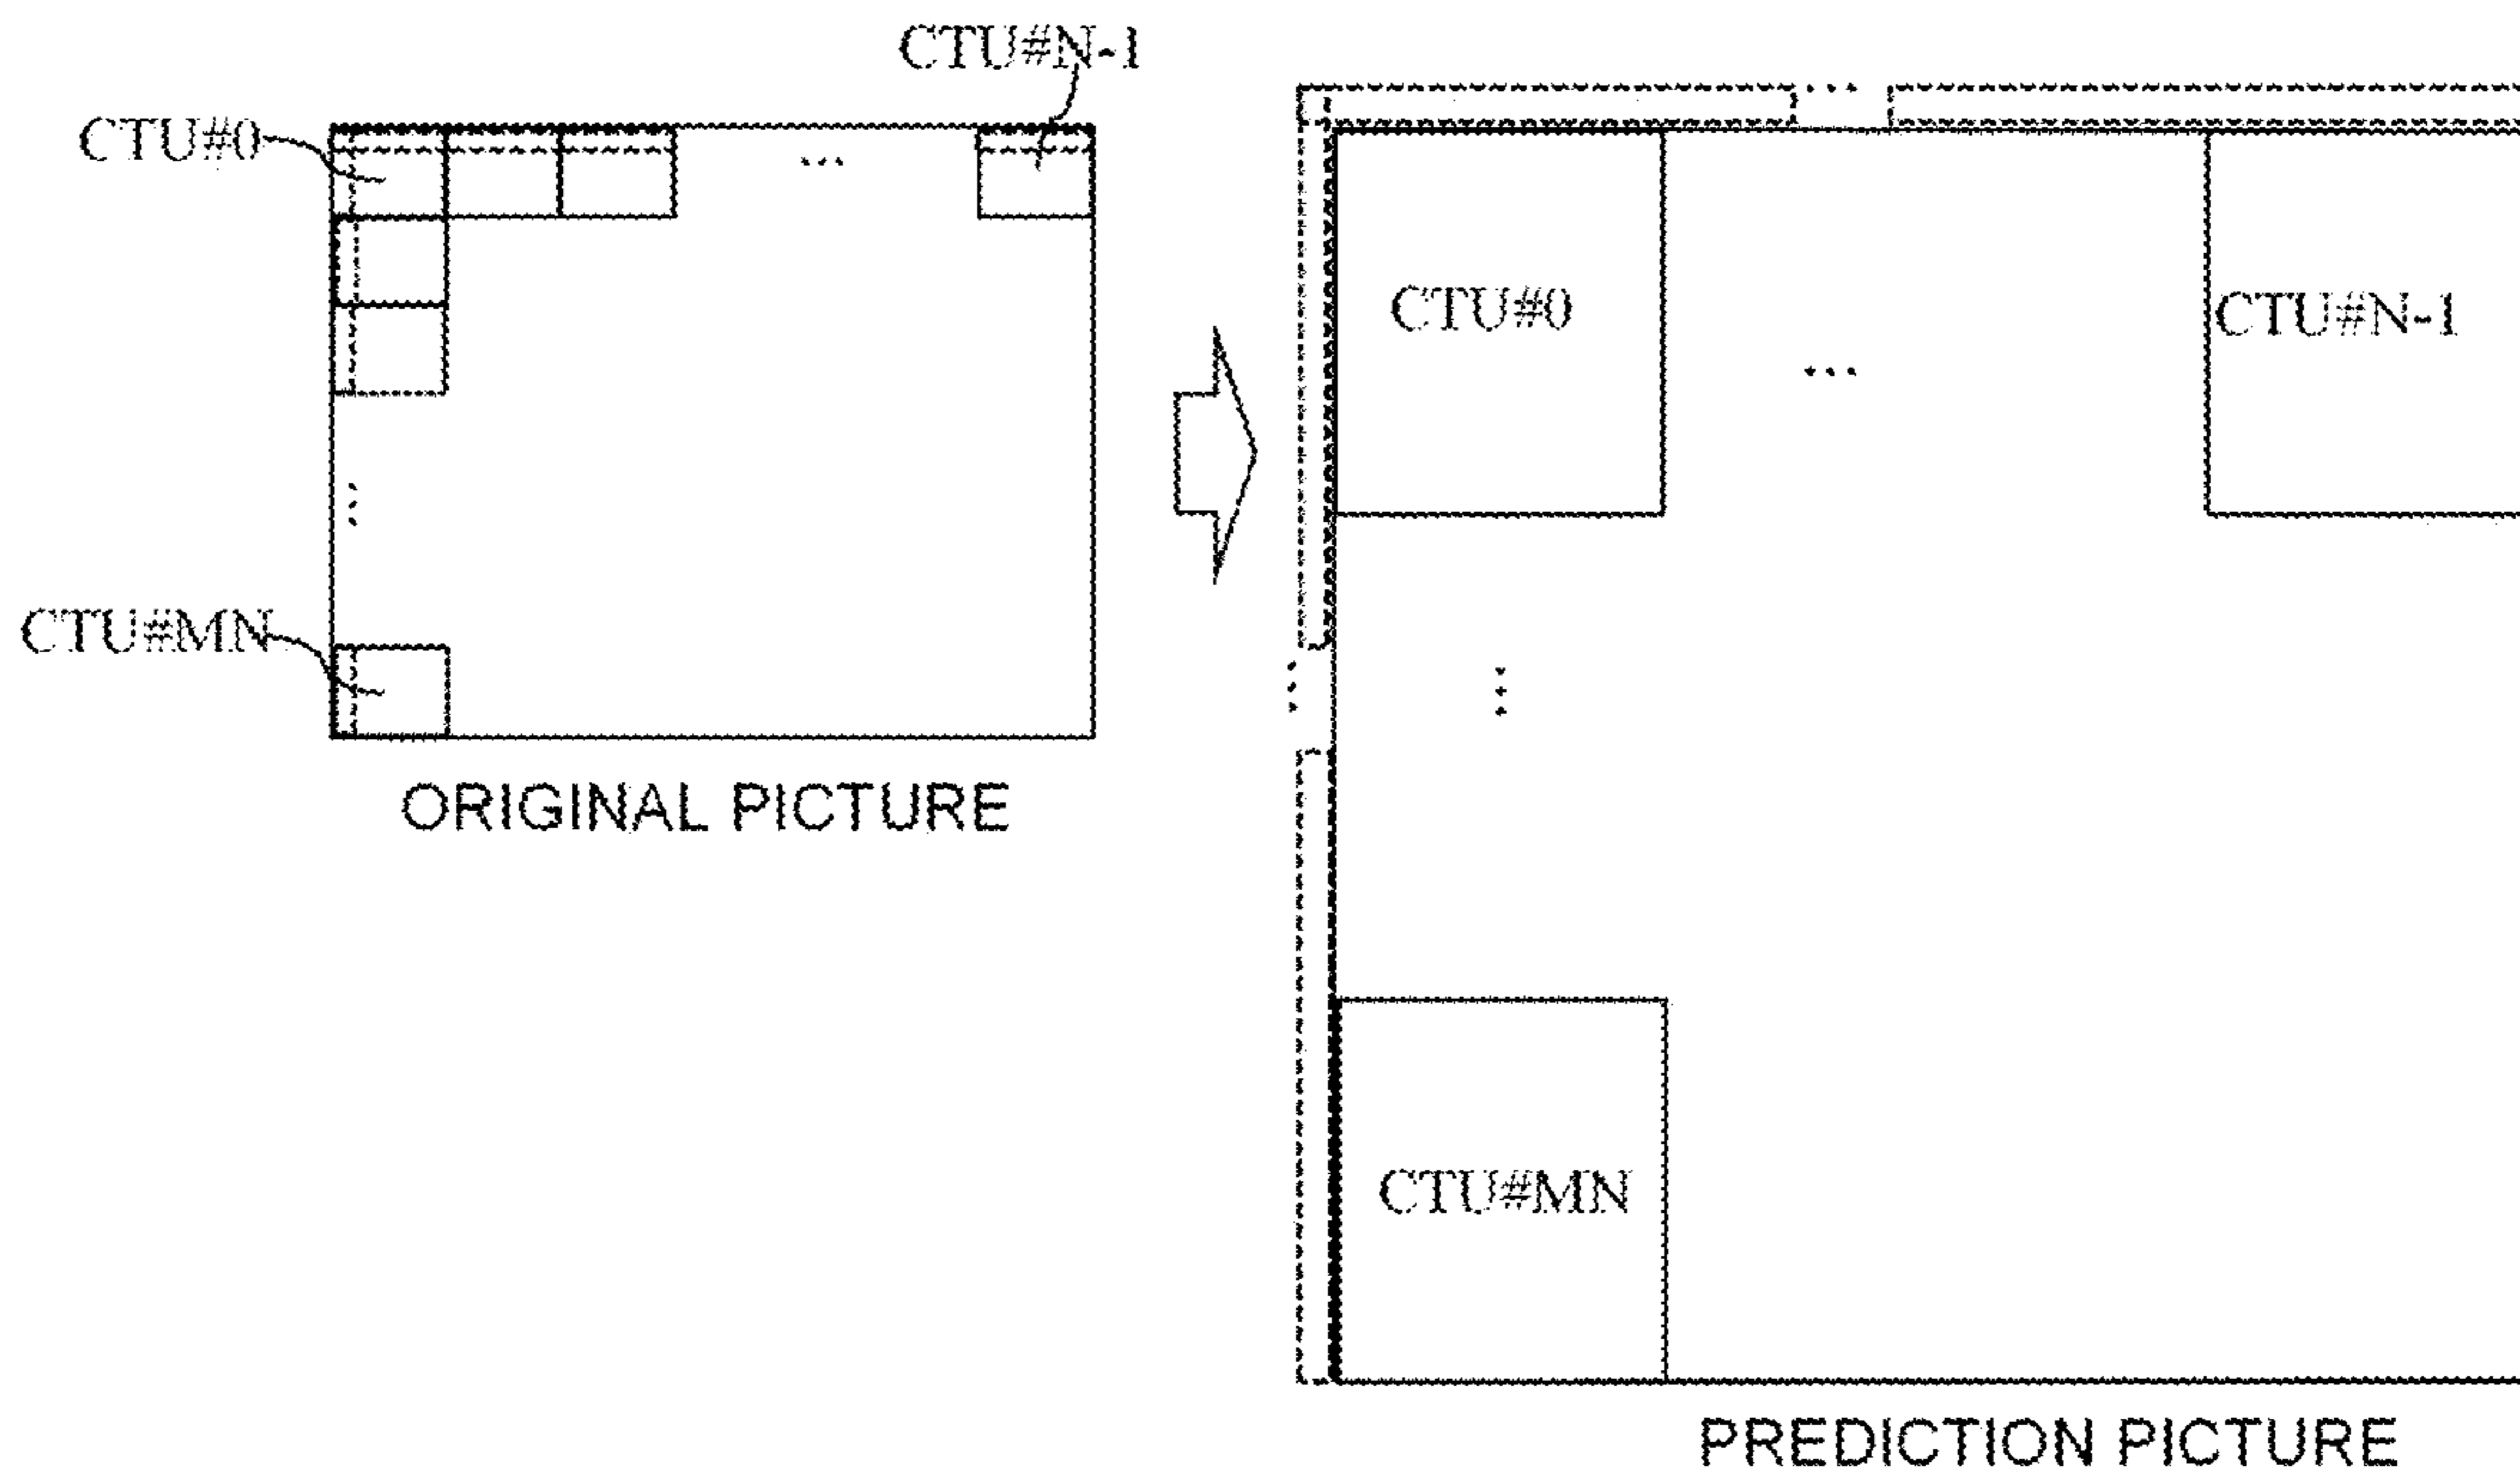 CTU#N-1
CTU#0
CTU#MN
ORIGINAL PICTURE
CTU#0
CTU#N-1
CTU#MN
PREDICTION PICTURE